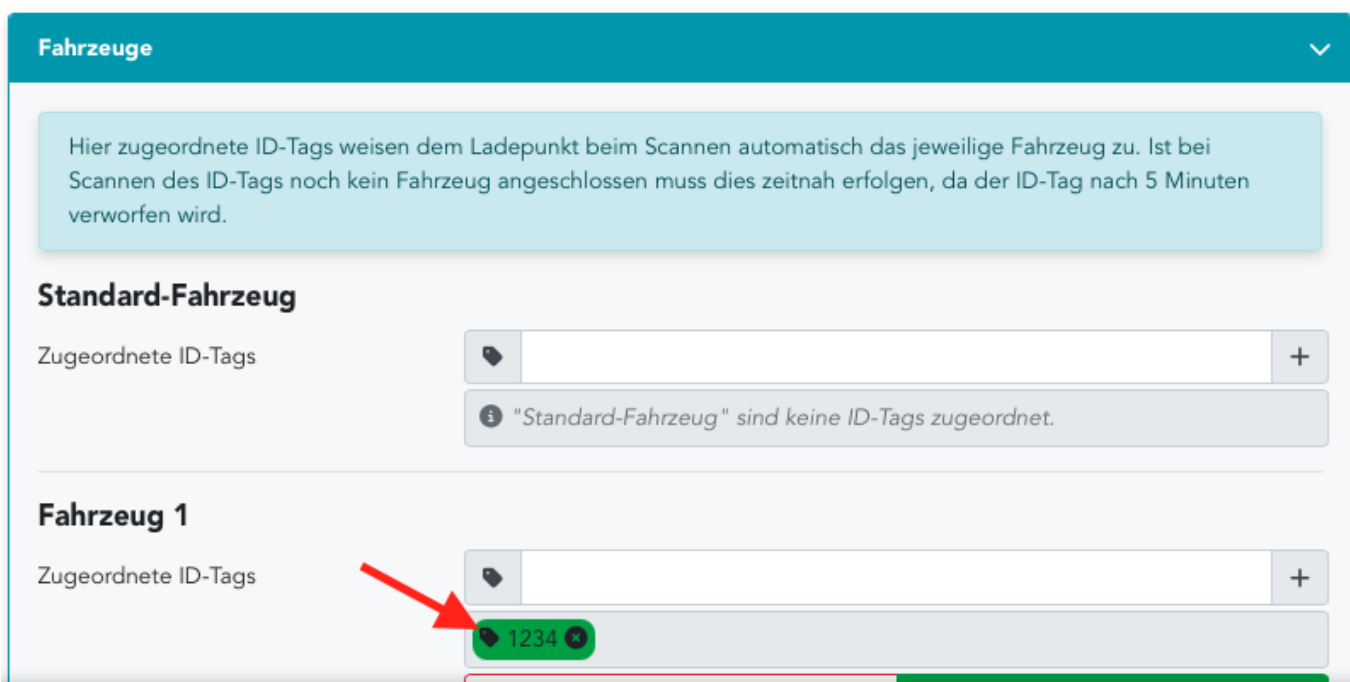 Fahrzeuge
Hier zugeordnete ID-Tags weisen dem Ladepunkt beim Scannen automatisch das jeweilige Fahrzeug zu. Ist bei
Scannen des ID-Tags noch kein Fahrzeug angeschlossen muss dies zeitnah erfolgen, da der ID-Tag nach 5 Minuten
verworfen wird.
Standard-Fahrzeug
Zugeordnete ID-Tags
"Standard-Fahrzeug" sind keine ID-Tags zugeordnet.
Fahrzeug 1
Zugeordnete ID-Tags
1234